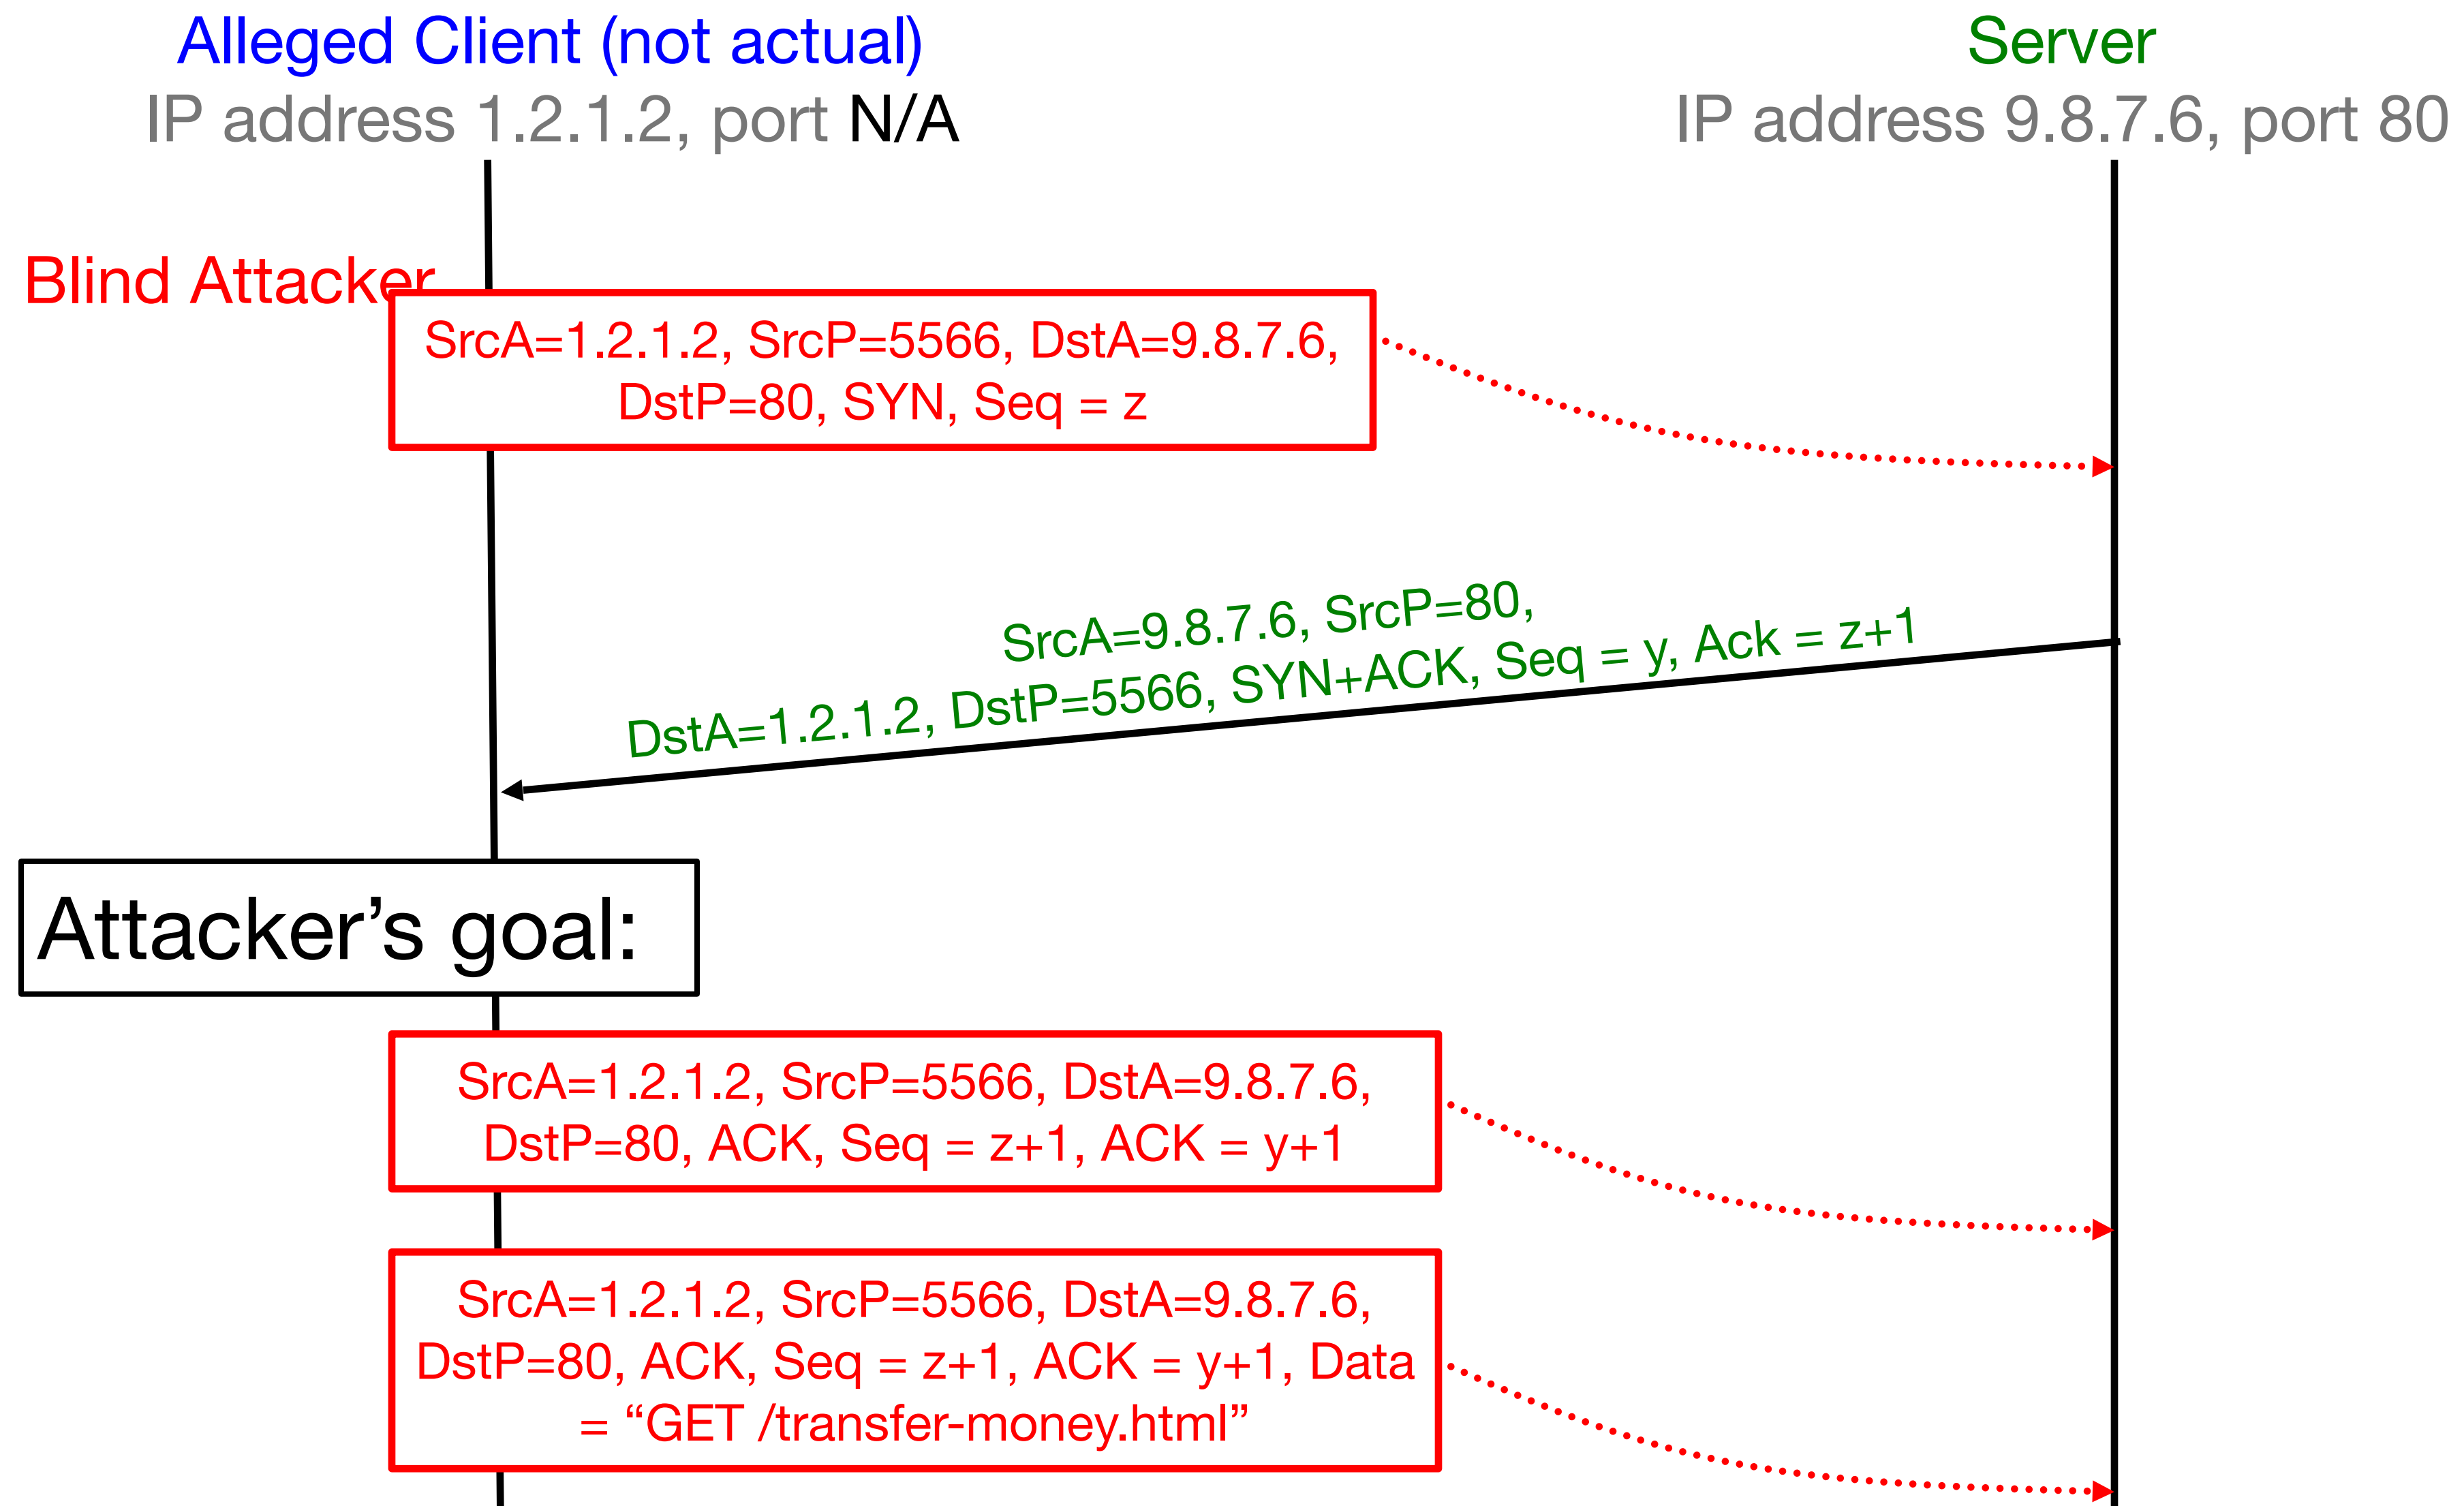 Alleged Client (not actual)
IP address 1.2.1.2, port N/A
Server
IP address 9.8.7.6, port 80
Blind Attacker
SrcA=1.2.1.2, SrcP=5566, DstA=9.8.7.6,
DstP=80, SYN, Seq = z
SrcA=9.8.7.6, SrcP=80,
DstA=1.2.1.2, DstP=5566, SYN+ACK, Seq = y, Ack = z+1
Attacker’s goal:
SrcA=1.2.1.2, SrcP=5566, DstA=9.8.7.6,
DstP=80, ACK, Seq = z+1, ACK = y+1
SrcA=1.2.1.2, SrcP=5566, DstA=9.8.7.6,
DstP=80, ACK, Seq = z+1, ACK = y+1, Data
= “GET /transfer-money.html”